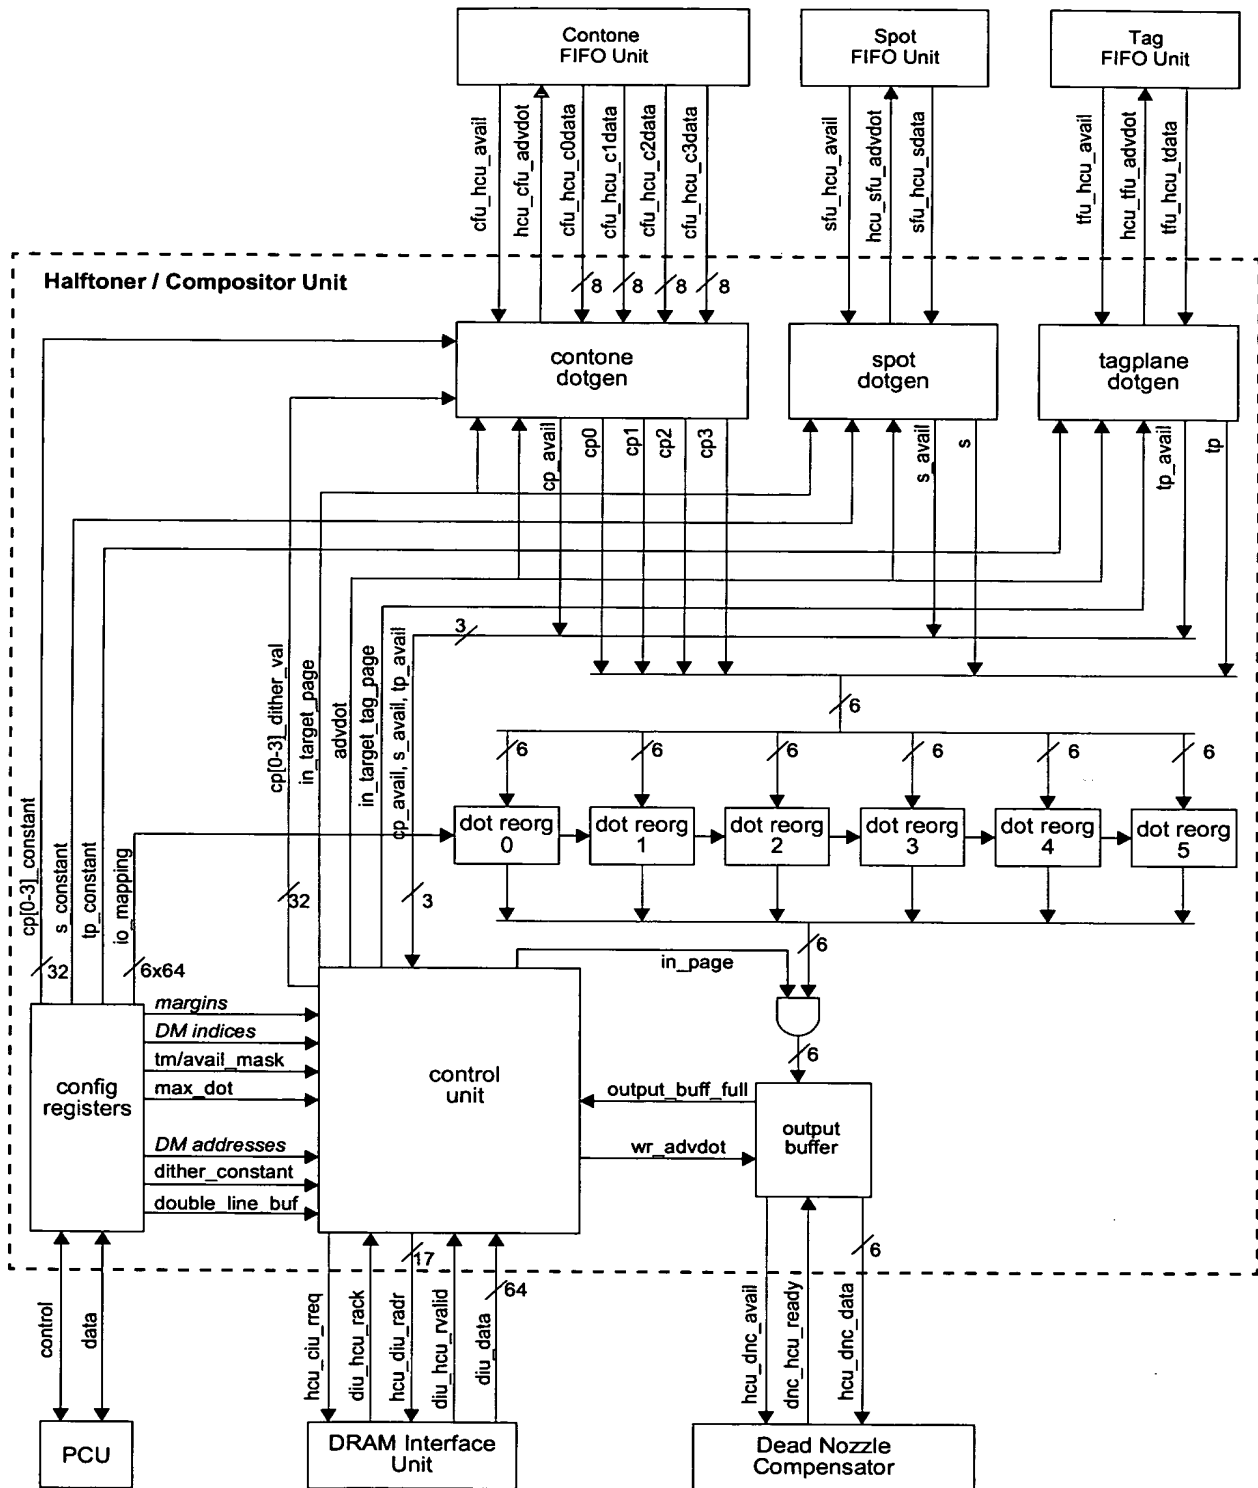 Contone
FIFO Unit
Spot
FIFO Unit
Tag
FIFO Unit
cfu_hcu_avail
hcu_cfu_advdot
cfu_hcu_c0data
cfu_hcu_c1data
cfu_hcu_c2data
cfu_hcu_c3data
sfu_hcu_avail
hcu_sfu_advdot
sfu_hcu_sdata
tfu_hcu_avail
hcu_tfu_advdot
tfu_hcu_tdata
Halftoner / Compositor Unit
8
8
8
8
contone
dotgen
spot
dotgen
tagplane
dotgen
cp_avail
cp0
cp1
cp2
cp3
s_avail
s
tp_avail
tp
3
cp[0-3]_dither_val
in_target_page
advdot
in_target_tag_page
cp_avail, s_avail, tp_avail
6
6
6
6
6
6
6
dot reorg
0
dot reorg
1
dot reorg
2
dot reorg
3
dot reorg
4
dot reorg
5
cp[0-3]_constant
s_constant
tp_constant
io_mapping
32
3
32
6x64
in_page
6
6
config
registers
margins
DM indices
tm/avail_mask
max_dot
DM addresses
dither_constant
double_line_buf
control
unit
output_buff_full
wr_advdot
output
buffer
17
64
6
control
data
hcu_ciu_rreq
diu_hcu_rack
hcu_diu_radr
diu_hcu_rvalid
diu_data
hcu_dnc_avail
dnc_hcu_ready
hcu_dnc_data
PCU
DRAM Interface
Unit
Dead Nozzle
Compensator